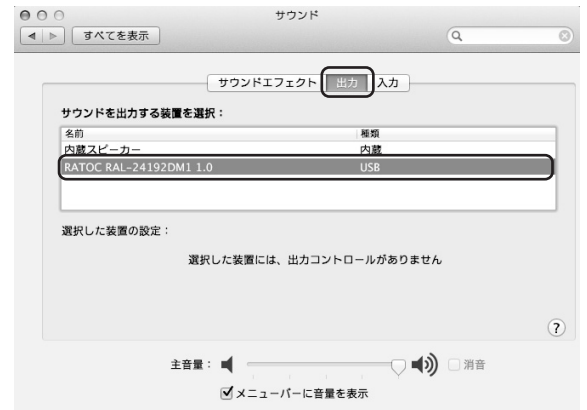 サウンド
すべてを表示
サウンドエフェクト 出力 入力
サウンドを出力する装置を選択：
名前 種類
内蔵スピーカー 内蔵
RATOC RAL-24192DM1 1.0 USB
選択した装置の設定：
選択した装置には、出力コントロールがありません
?
主音量： 消音
メニューバーに音量を表示